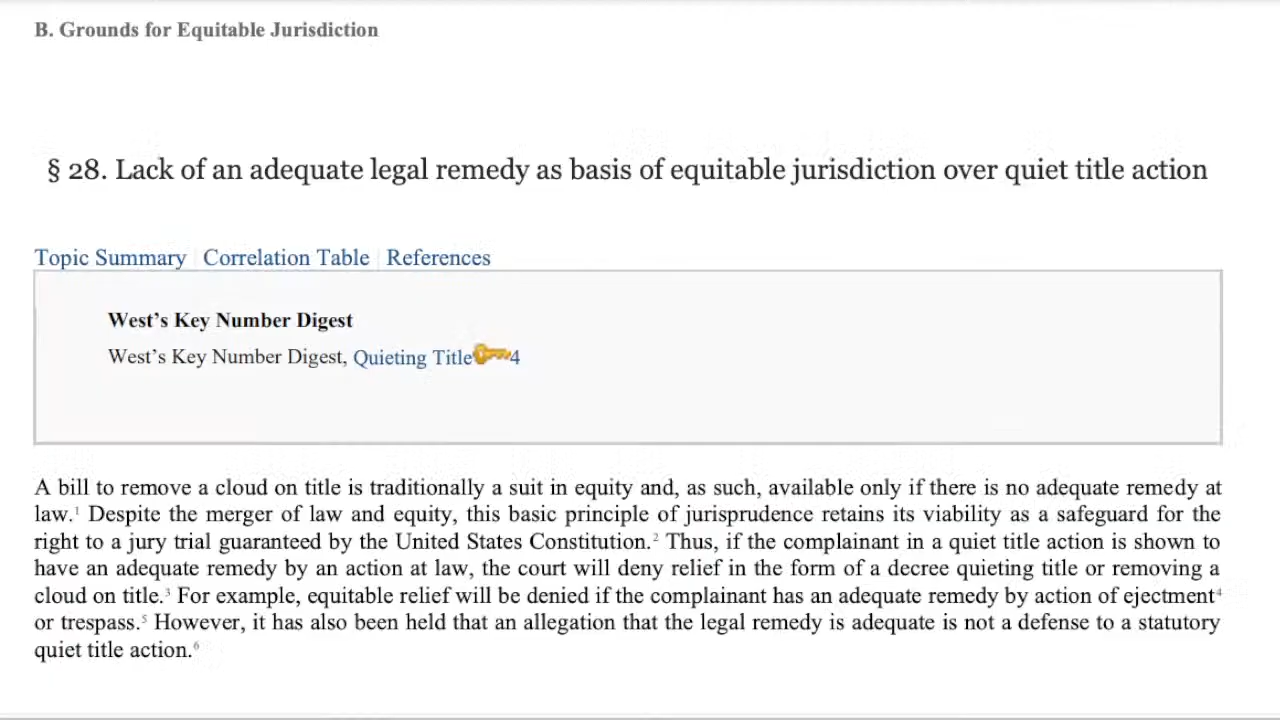 B. Grounds for Equitable Jurisdiction
§ 28. Lack of an adequate legal remedy as basis of equitable jurisdiction over quiet title action
Topic Summary Correlation Table References
West’s Key Number Digest
West’s Key Number Digest, Quieting Title 4
A bill to remove a cloud on title is traditionally a suit in equity and, as such, available only if there is no adequate remedy at
law.¹ Despite the merger of law and equity, this basic principle of jurisprudence retains its viability as a safeguard for the
right to a jury trial guaranteed by the United States Constitution.² Thus, if the complainant in a quiet title action is shown to
have an adequate remedy by an action at law, the court will deny relief in the form of a decree quieting title or removing a
cloud on title.³ For example, equitable relief will be denied if the complainant has an adequate remedy by action of ejectment⁴
or trespass.⁵ However, it has also been held that an allegation that the legal remedy is adequate is not a defense to a statutory
quiet title action.⁶